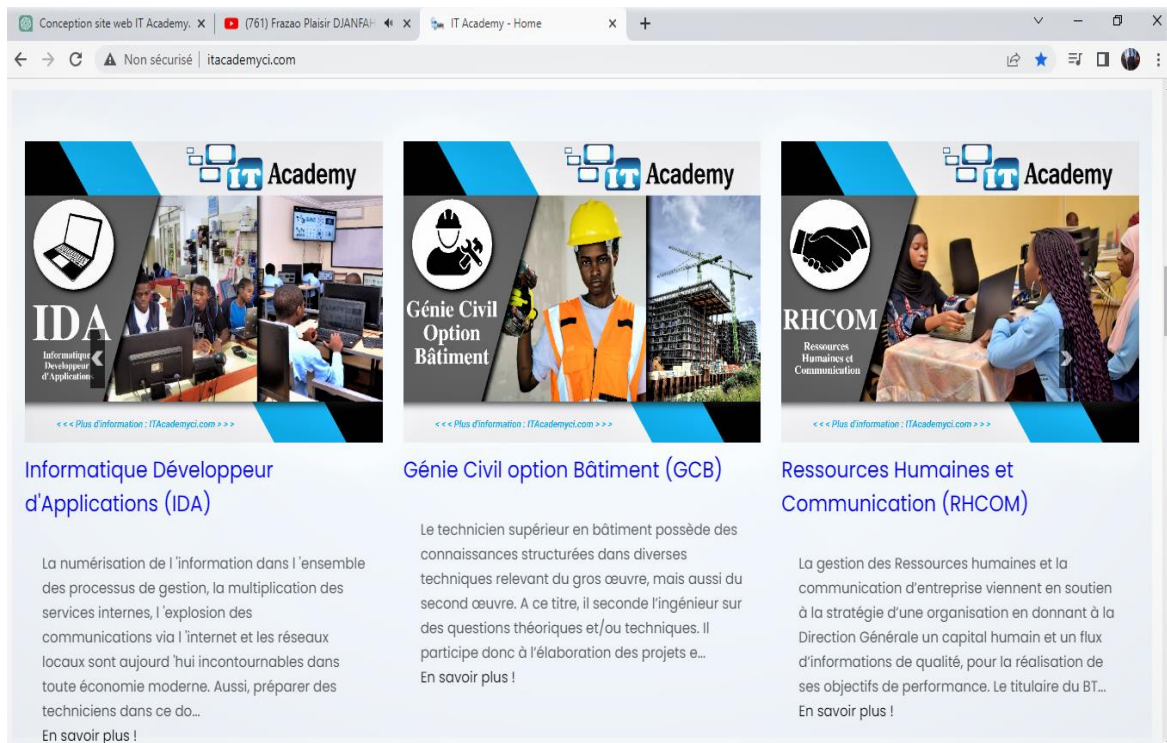 Conception site web IT Academy.
(761) Frazao Plaisir DJANFAH
IT Academy - Home
Non sécurisé
itacademyci.com
IT Academy
IDA
Informatique
Developpeur
d'Applications
< < < Plus d'information : ITAcademyci.com > > >
Informatique Développeur
d'Applications (IDA)
La numérisation de l 'information dans l 'ensemble
des processus de gestion, la multiplication des
services internes, l 'explosion des
communications via l 'internet et les réseaux
locaux sont aujourd 'hui incontournables dans
toute économie moderne. Aussi, préparer des
techniciens dans ce do...
En savoir plus !
IT Academy
Génie Civil
Option
Bâtiment
< < < Plus d'information : ITAcademyci.com > > >
Génie Civil option Bâtiment (GCB)
Le technicien supérieur en bâtiment possède des
connaissances structurées dans diverses
techniques relevant du gros œuvre, mais aussi du
second œuvre. A ce titre, il seconde l'ingénieur sur
des questions théoriques et/ou techniques. Il
participe donc à l'élaboration des projets e...
En savoir plus !
IT Academy
RHCOM
Ressources
Humaines et
Communication
< < < Plus d'information : ITAcademyci.com > > >
Ressources Humaines et
Communication (RHCOM)
La gestion des Ressources humaines et la
communication d'entreprise viennent en soutien
à la stratégie d'une organisation en donnant à la
Direction Générale un capital humain et un flux
d'informations de qualité, pour la réalisation de
ses objectifs de performance. Le titulaire du BT...
En savoir plus !